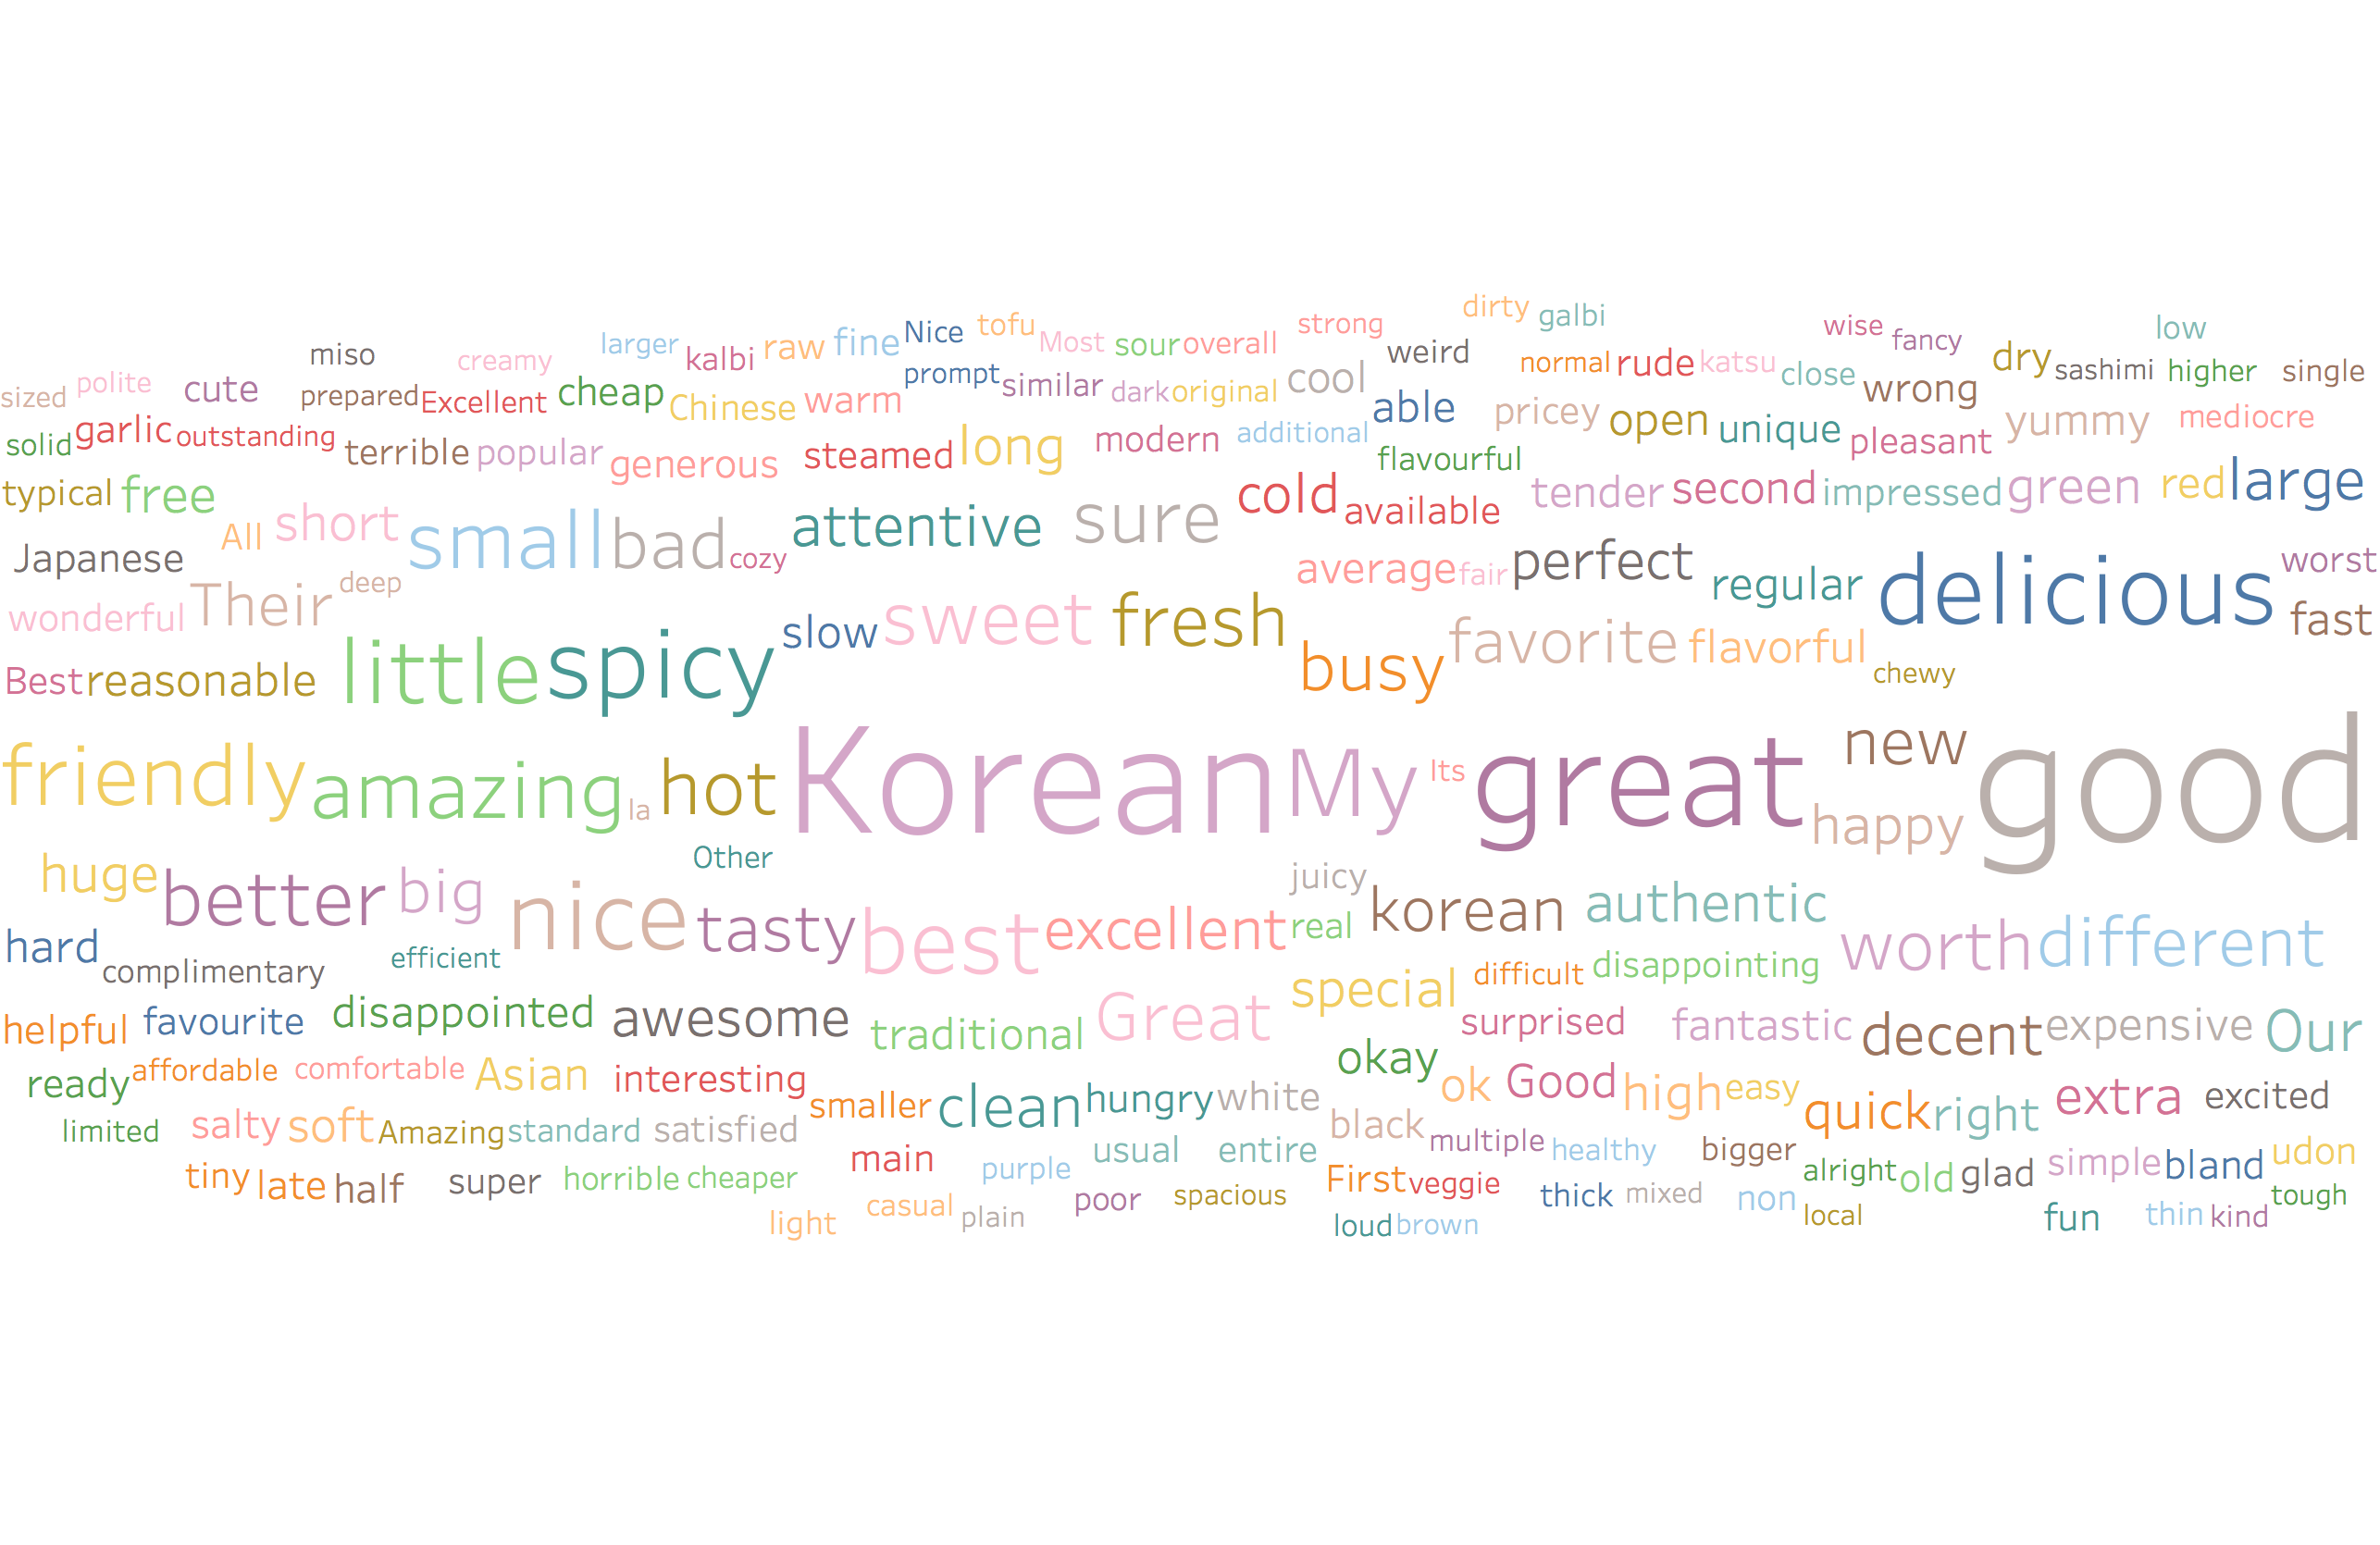 dirty galbi
miso creamy larger kalbi raw fine Nice tofu Most sour overall strong weird normal rude katsu wise fancy low
sized polite cute prepared Excellent cheap Chinese warm prompt similar dark original cool able close wrong dry sashimi higher single
solid garlic outstanding terrible popular generous steamed long modern additional flavourful pricey open unique pleasant yummy mediocre
typical free All short small bad cozy attentive sure cold available tender second impressed green red large
Japanese Their deep average fair perfect regular delicious worst
wonderful slow sweet fresh busy favorite flavorful chewy fast
Best reasonable little spicy
friendly amazing la hot Korean My Its great new happy good
Other
huge better big nice tasty best excellent juicy real korean authentic worth different
hard complimentary efficient special difficult disappointing
helpful favourite disappointed awesome traditional Great surprised fantastic decent expensive Our
ready affordable comfortable Asian interesting smaller clean hungry white okay ok Good high easy quick right extra excited
limited salty soft Amazing standard satisfied main purple usual entire black multiple healthy bigger alright old glad simple bland udon
tiny late half super horrible cheaper casual plain poor spacious First veggie thick mixed non local tough
light loud brown fun thin kind